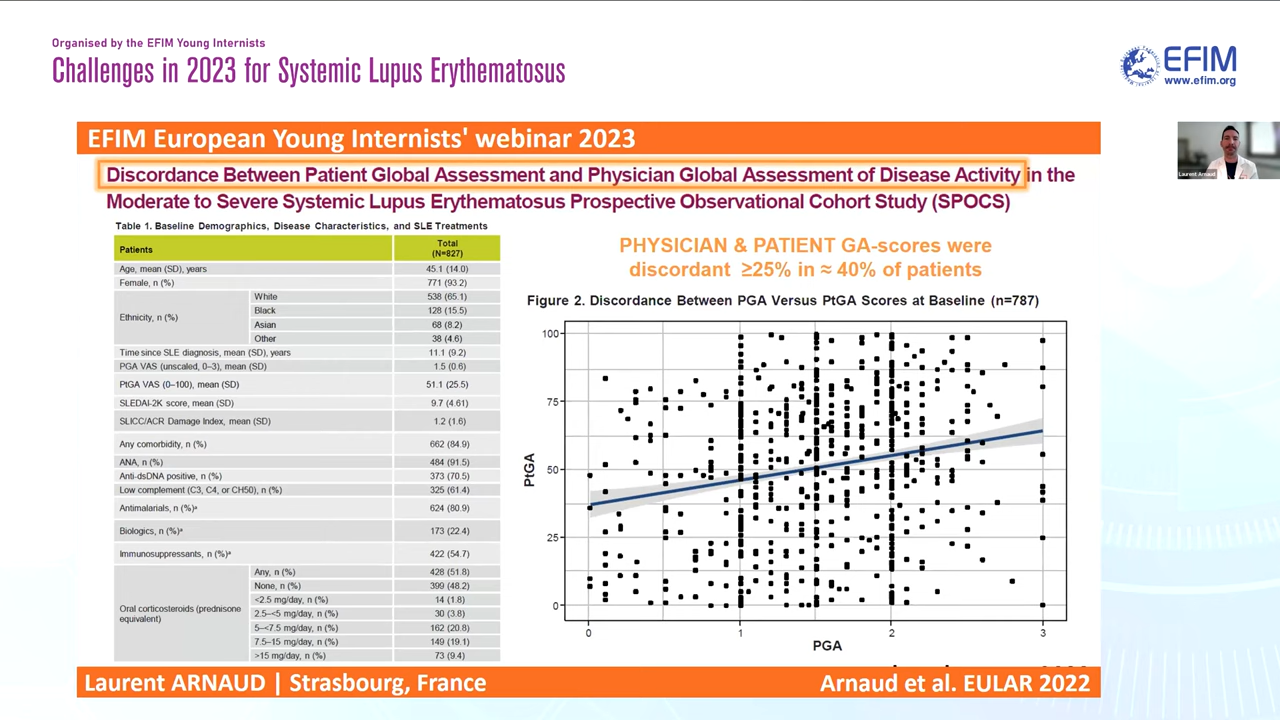 Organised by the EFIM Young Internists
Challenges in 2023 for Systemic Lupus Erythematosus
EFIM
www.efim.org
EFIM European Young Internists' webinar 2023
Laurent Arnaud
Discordance Between Patient Global Assessment and Physician Global Assessment of Disease Activity in the
Moderate to Severe Systemic Lupus Erythematosus Prospective Observational Cohort Study (SPOCS)
Table 1. Baseline Demographics, Disease Characteristics, and SLE Treatments
Patients
Total
(N=827)
Age, mean (SD), years 45.1 (14.0)
Female, n (%) 771 (93.2)
Ethnicity, n (%)
White 538 (65.1)
Black 128 (15.5)
Asian 68 (8.2)
Other 38 (4.6)
Time since SLE diagnosis, mean (SD), years 11.1 (9.2)
PGA VAS (unscaled, 0–3), mean (SD) 1.5 (0.6)
PtGA VAS (0–100), mean (SD) 51.1 (25.5)
SLEDAI-2K score, mean (SD) 9.7 (4.61)
SLICC/ACR Damage Index, mean (SD) 1.2 (1.6)
Any comorbidity, n (%) 662 (84.9)
ANA, n (%) 484 (91.5)
Anti-dsDNA positive, n (%) 373 (70.5)
Low complement (C3, C4, or CH50), n (%) 325 (61.4)
Antimalarials, n (%)ᵃ 624 (80.9)
Biologics, n (%)ᵃ 173 (22.4)
Immunosuppressants, n (%)ᵃ 422 (54.7)
Oral corticosteroids (prednisone
equivalent)
Any, n (%) 428 (51.8)
None, n (%) 399 (48.2)
<2.5 mg/day, n (%) 14 (1.8)
2.5–<5 mg/day, n (%) 30 (3.8)
5–<7.5 mg/day, n (%) 162 (20.8)
7.5–15 mg/day, n (%) 149 (19.1)
>15 mg/day, n (%) 73 (9.4)
PHYSICIAN & PATIENT GA-scores were
discordant ≥25% in ≈ 40% of patients
Figure 2. Discordance Between PGA Versus PtGA Scores at Baseline (n=787)
PtGA
100
75
50
25
0
0 1 2 3
PGA
Laurent ARNAUD | Strasbourg, France
Arnaud et al. EULAR 2022